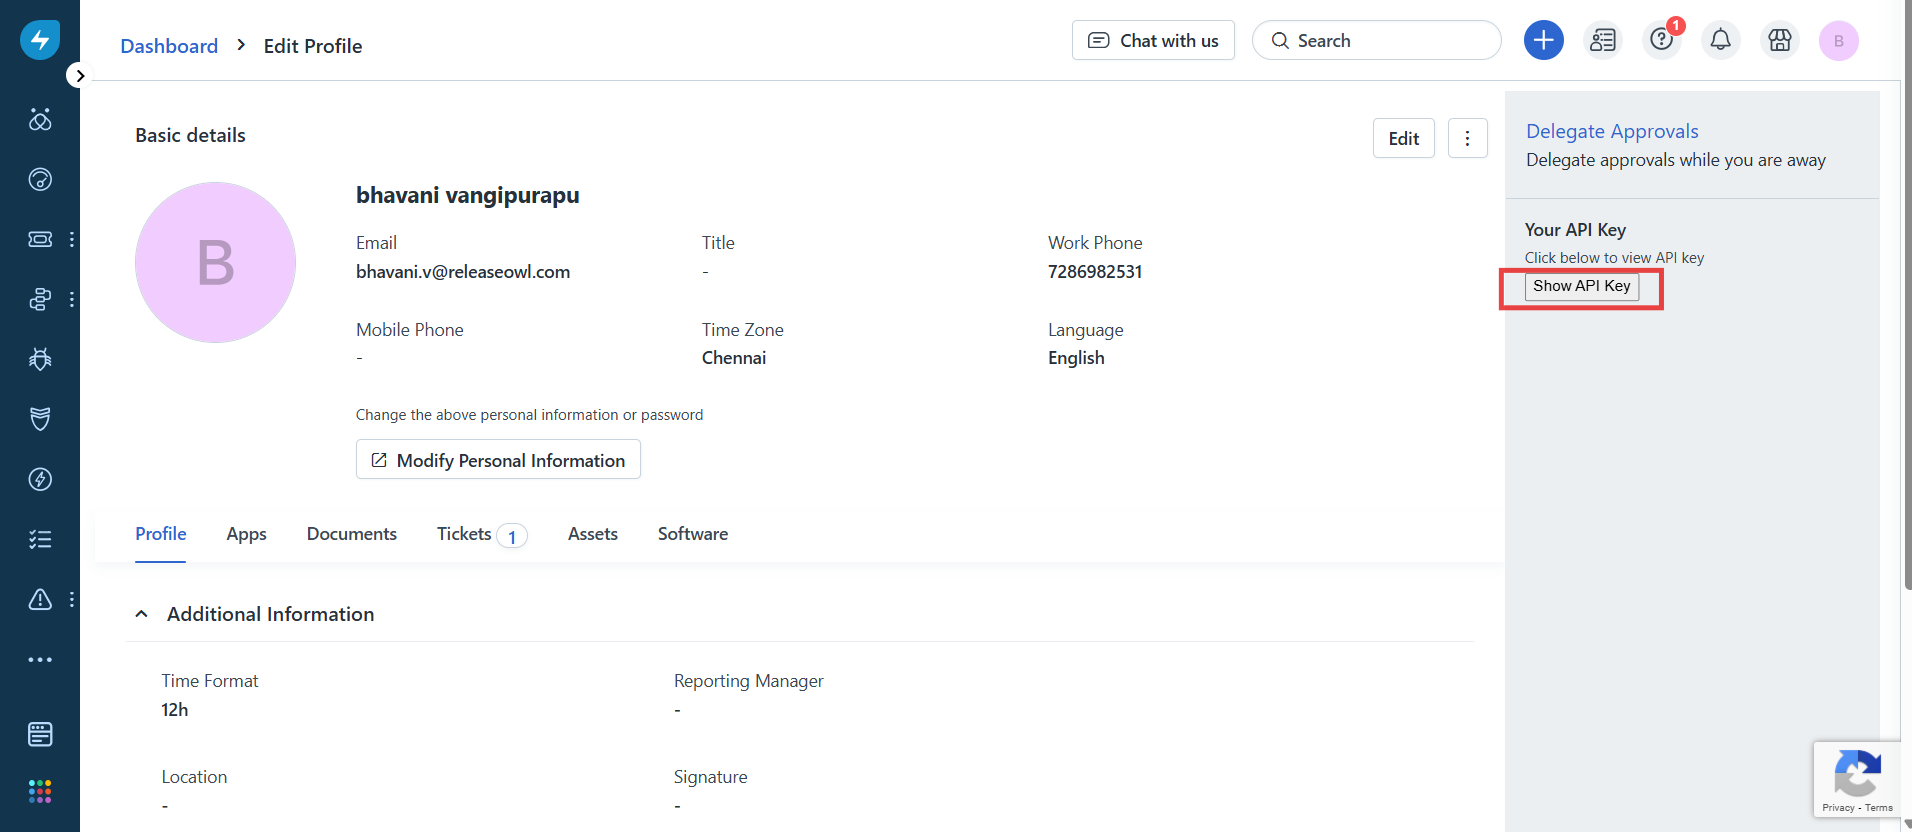 Dashboard > Edit Profile
Chat with us
Search
1
B
Basic details
Edit
B
bhavani vangipurapu
Email
bhavani.v@releaseowl.com
Title
-
Work Phone
7286982531
Mobile Phone
-
Time Zone
Chennai
Language
English
Change the above personal information or password
Modify Personal Information
Delegate Approvals
Delegate approvals while you are away
Your API Key
Click below to view API key
Show API Key
Profile Apps Documents Tickets 1 Assets Software
Additional Information
Time Format
12h
Reporting Manager
-
Location
-
Signature
-
Privacy - Terms